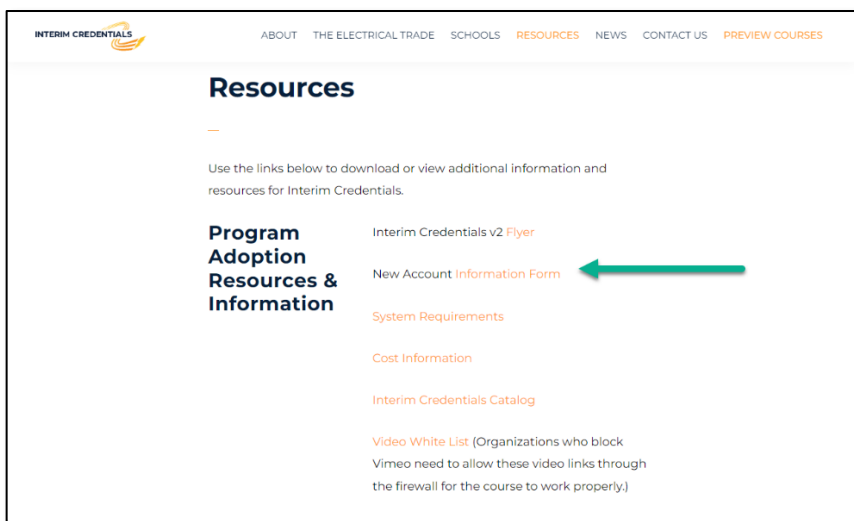 INTERIM CREDENTIALS
ABOUT THE ELECTRICAL TRADE SCHOOLS RESOURCES NEWS CONTACT US PREVIEW COURSES
Resources
Use the links below to download or view additional information and
resources for Interim Credentials.
Program
Adoption
Resources &
Information
Interim Credentials v2 Flyer
New Account Information Form
System Requirements
Cost Information
Interim Credentials Catalog
Video White List (Organizations who block
Vimeo need to allow these video links through
the firewall for the course to work properly.)